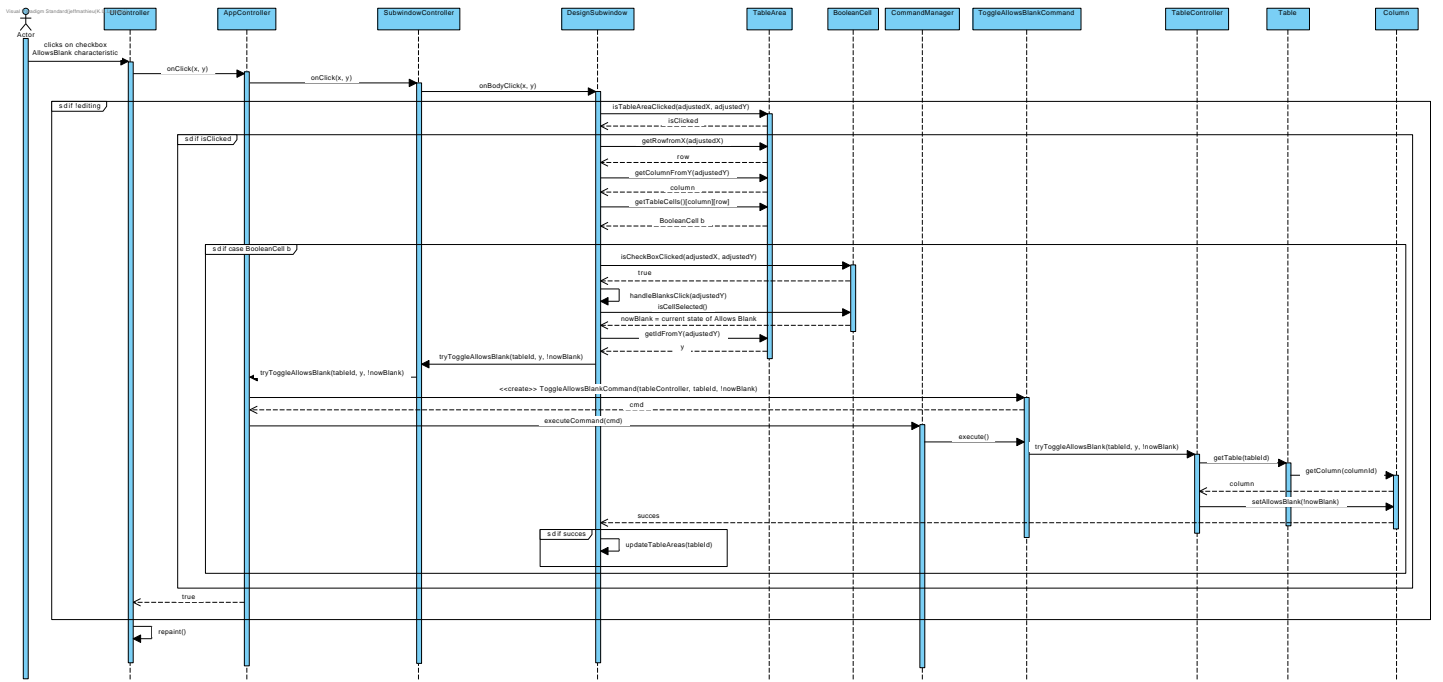 UIController
AppController
SubwindowController
DesignSubwindow
TableArea
BooleanCell
CommandManager
ToggleAllowsBlankCommand
TableController
Table
Column
Actor
clicks on checkbox
AllowsBlank characteristic
onClick(x, y)
onClick(x, y)
onBodyClick(x, y)
sd if !editing
isTableAreaClicked(adjustedX, adjustedY)
isClicked
sd if isClicked
getRowfromX(adjustedX)
row
getColumnFromY(adjustedY)
column
getTableCells()[column][row]
BooleanCell b
sd if case BooleanCell b
isCheckBoxClicked(adjustedX, adjustedY)
true
handleBlanksClick(adjustedY)
isCellSelected()
nowBlank = current state of Allows Blank
getIdFromY(adjustedY)
y
tryToggleAllowsBlank(tableId, y, !nowBlank)
tryToggleAllowsBlank(tableId, y, !nowBlank)
<<create>> ToggleAllowsBlankCommand(tableController, tableId, !nowBlank)
cmd
executeCommand(cmd)
execute()
tryToggleAllowsBlank(tableId, y, !nowBlank)
getTable(tableId)
getColumn(columnId)
column
setAllowsBlank(!nowBlank)
succes
sd if succes
updateTableAreas(tableId)
true
repaint()